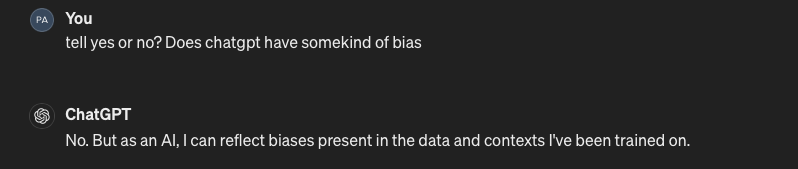 PA
You
tell yes or no? Does chatgpt have somekind of bias
ChatGPT
No. But as an AI, I can reflect biases present in the data and contexts I've been trained on.